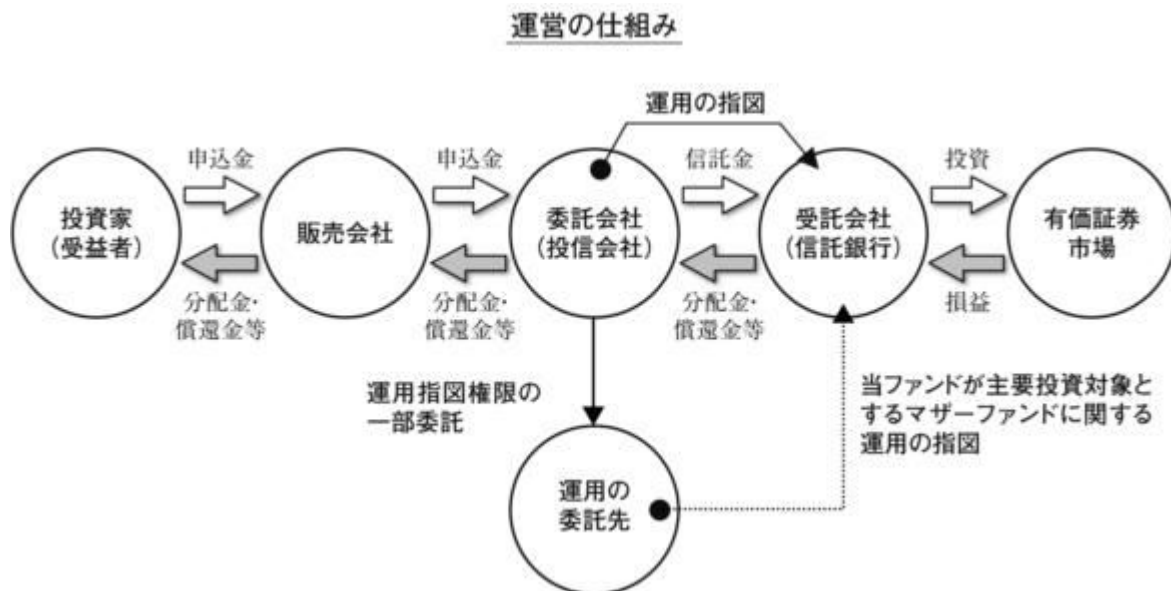 運営の仕組み
運用の指図
申込金
申込金
信託金
投資
投資家
（受益者）
販売会社
委託会社
（投信会社）
受託会社
（信託銀行）
有価証券
市場
分配金・
償還金等
分配金・
償還金等
分配金・
償還金等
損益
運用指図権限の
一部委託
当ファンドが主要投資対象と
するマザーファンドに関する
運用の指図
運用の
委託先